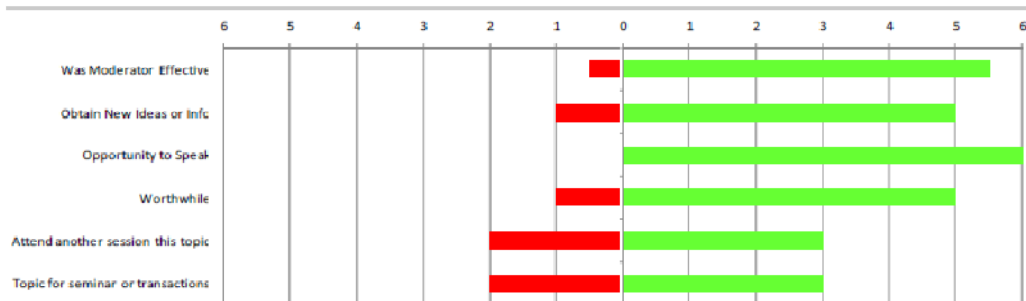 6 5 4 3 2 1 0 1 2 3 4 5 6
Was Moderator Effective
Obtain New Ideas or Info
Opportunity to Speak
Worthwhile
Attend another session this topic
Topic for seminar or transactions